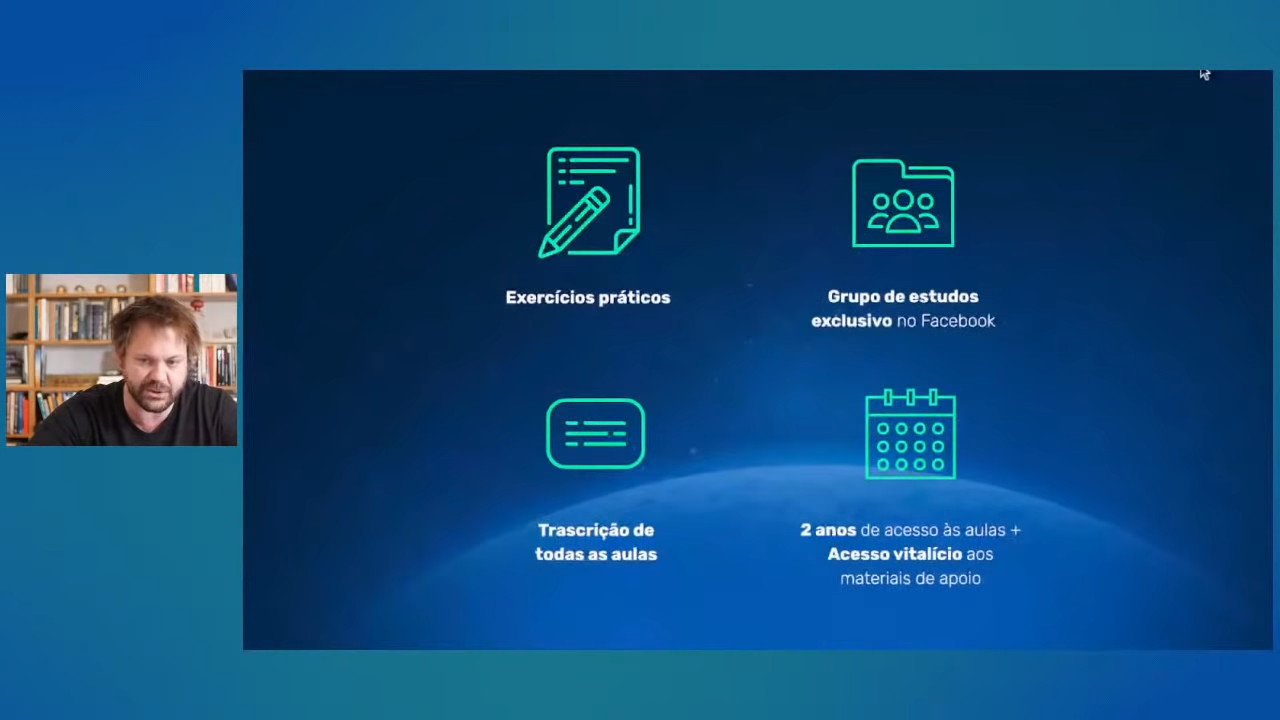 Exercícios práticos
Grupo de estudos
exclusivo no Facebook
Trascrição de
todas as aulas
2 anos de acesso às aulas +
Acesso vitalício aos
materiais de apoio